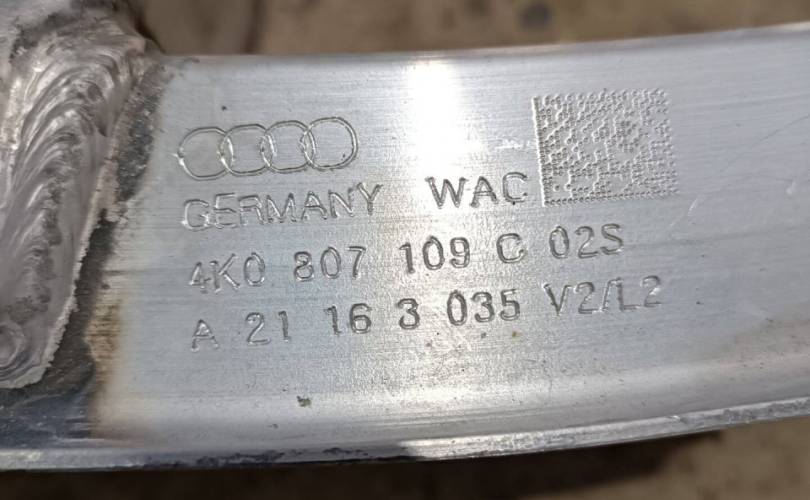 GERMANY WAC
4K0 807 109 C 02S
A 21 16 3 035 V2/L2